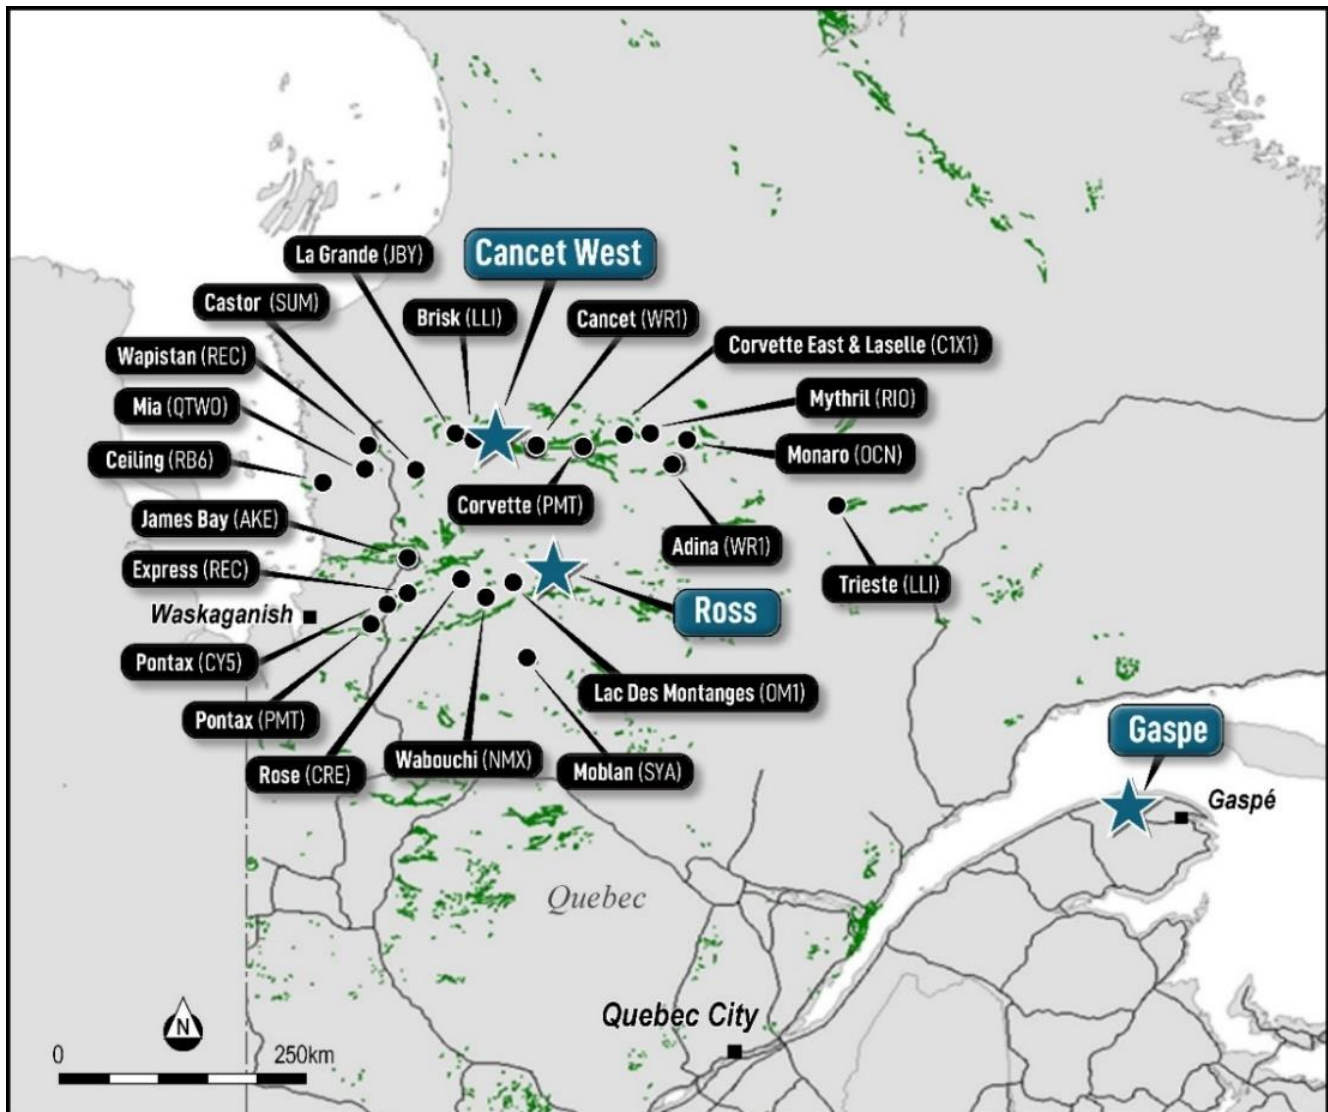 La Grande (JBY)
Cancet West
Castor (SUM)
Brisk (LLI)
Cancet (WR1)
Wapistan (REC)
Corvette East & Laselle (C1X1)
Mia (QTWO)
Mythril (RIO)
Ceiling (RB6)
Monaro (OCN)
Corvette (PMT)
James Bay (AKE)
Adina (WR1)
Express (REC)
Trieste (LLI)
Waskaganish
Ross
Pontax (CY5)
Lac Des Montanges (OM1)
Pontax (PMT)
Gaspe
Wabouchi (NMX)
Rose (CRE)
Moblan (SYA)
Gaspé
Quebec
Quebec City
N
0 250km